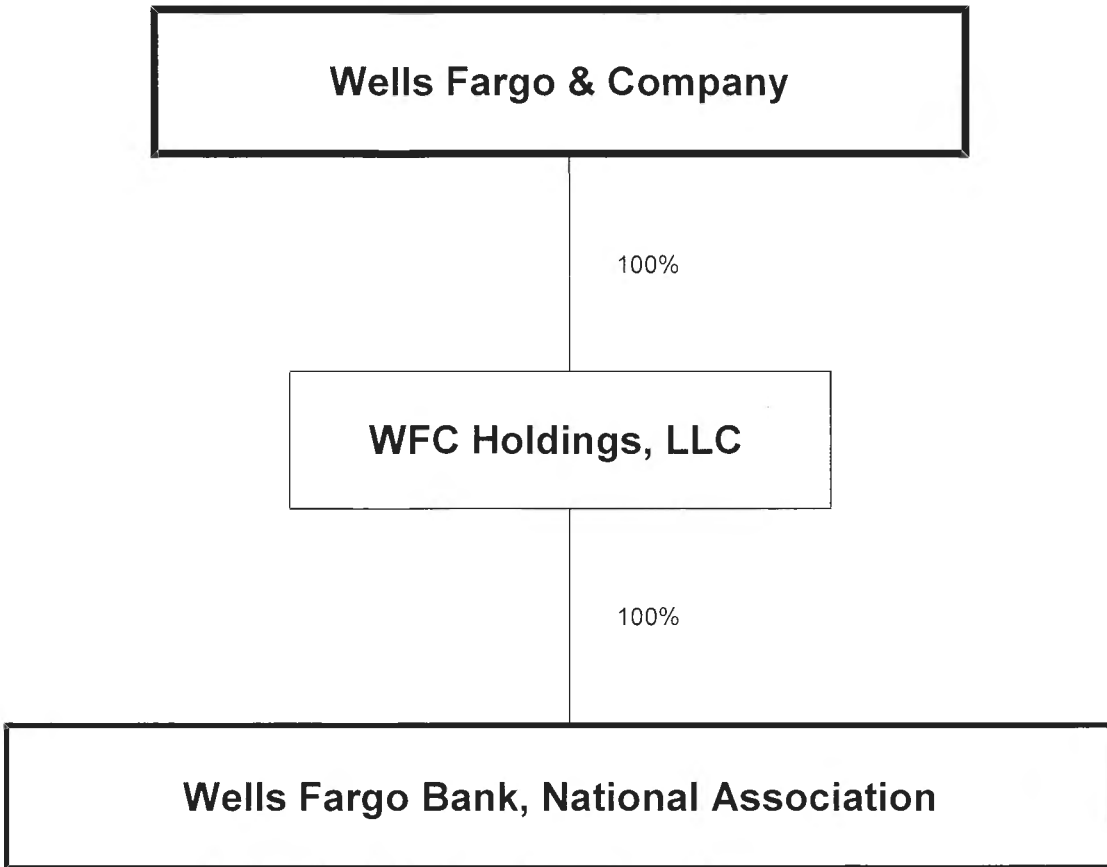 Wells Fargo & Company
100%
WFC Holdings, LLC
100%
Wells Fargo Bank, National Association